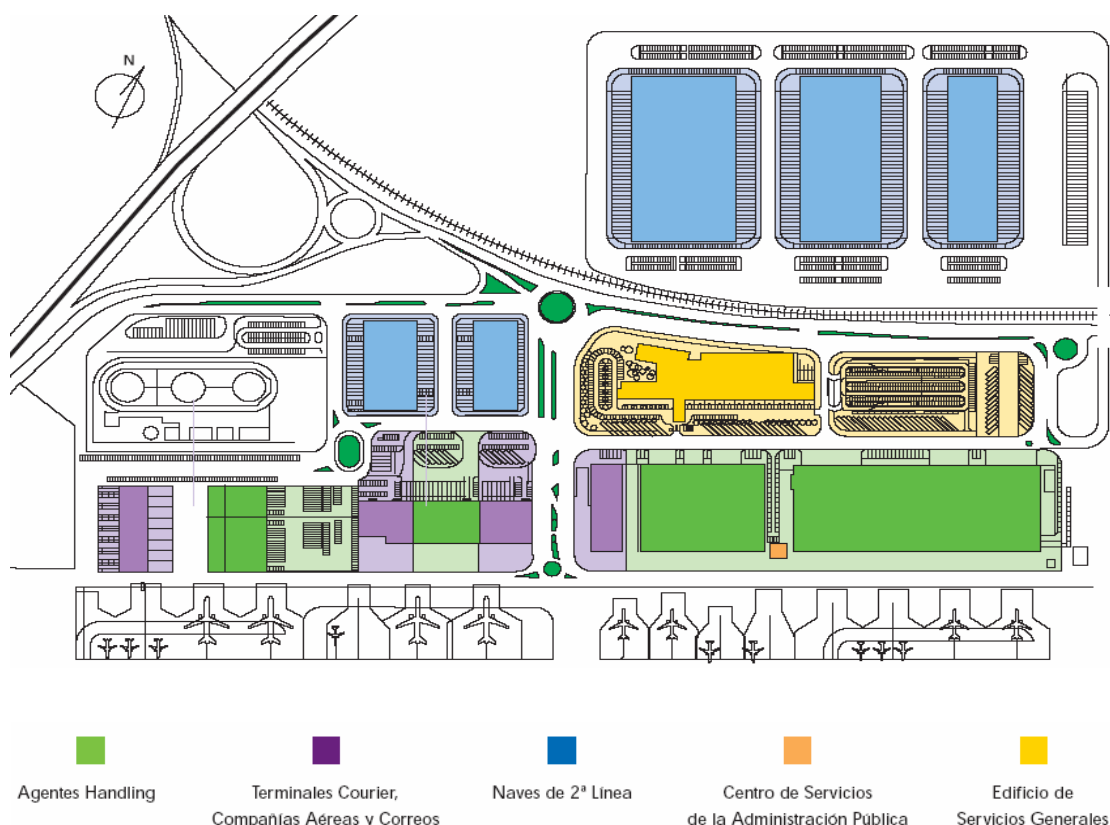 N
Agentes Handling
Terminales Courier,
Compañías Aéreas y Correos
Naves de 2ª Línea
Centro de Servicios
de la Administración Pública
Edificio de
Servicios Generales